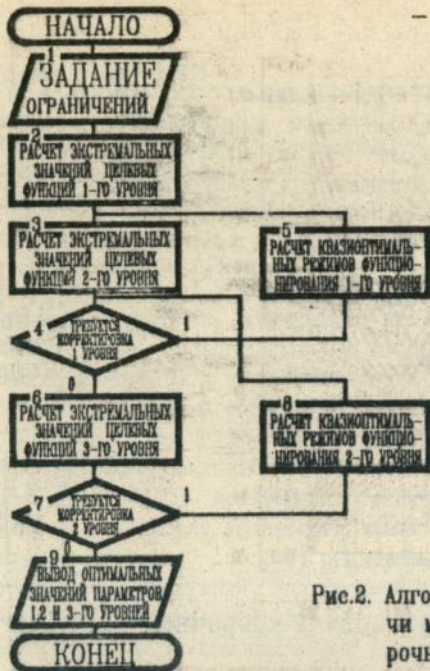 НАЧАЛО
1
ЗАДАНИЕ
ОГРАНИЧЕНИЙ
2
РАСЧЕТ ЭКСТРЕМАЛЬНЫХ
ЗНАЧЕНИЙ ЦЕЛЕВЫХ
ФУНКЦИЙ 1-ГО УРОВНЯ
3
РАСЧЕТ ЭКСТРЕМАЛЬНЫХ
ЗНАЧЕНИЙ ЦЕЛЕВЫХ
ФУНКЦИЙ 2-ГО УРОВНЯ
5
РАСЧЕТ КВАЗИОПТИМАЛЬ-
НЫХ РЕЖИМОВ ФУНКЦИО-
НИРОВАНИЯ 1-ГО УРОВНЯ
4
ТРЕБУЕТСЯ
КОРРЕКТИРОВКА
1 УРОВНЯ
1
0
6
РАСЧЕТ ЭКСТРЕМАЛЬНЫХ
ЗНАЧЕНИЙ ЦЕЛЕВЫХ
ФУНКЦИЙ 3-ГО УРОВНЯ
8
РАСЧЕТ КВАЗИОПТИМАЛЬ-
НЫХ РЕЖИМОВ ФУНКЦИО-
НИРОВАНИЯ 2-ГО УРОВНЯ
7
ТРЕБУЕТСЯ
КОРРЕКТИРОВКА
2 УРОВНЯ
1
0
9
ВЫВОД ОПТИМАЛЬНЫХ
ЗНАЧЕНИЙ ПАРАМЕТРОВ
1,2 И 3-ГО УРОВНЕЙ
КОНЕЦ
Рис.2. Алго
чи м
рочн